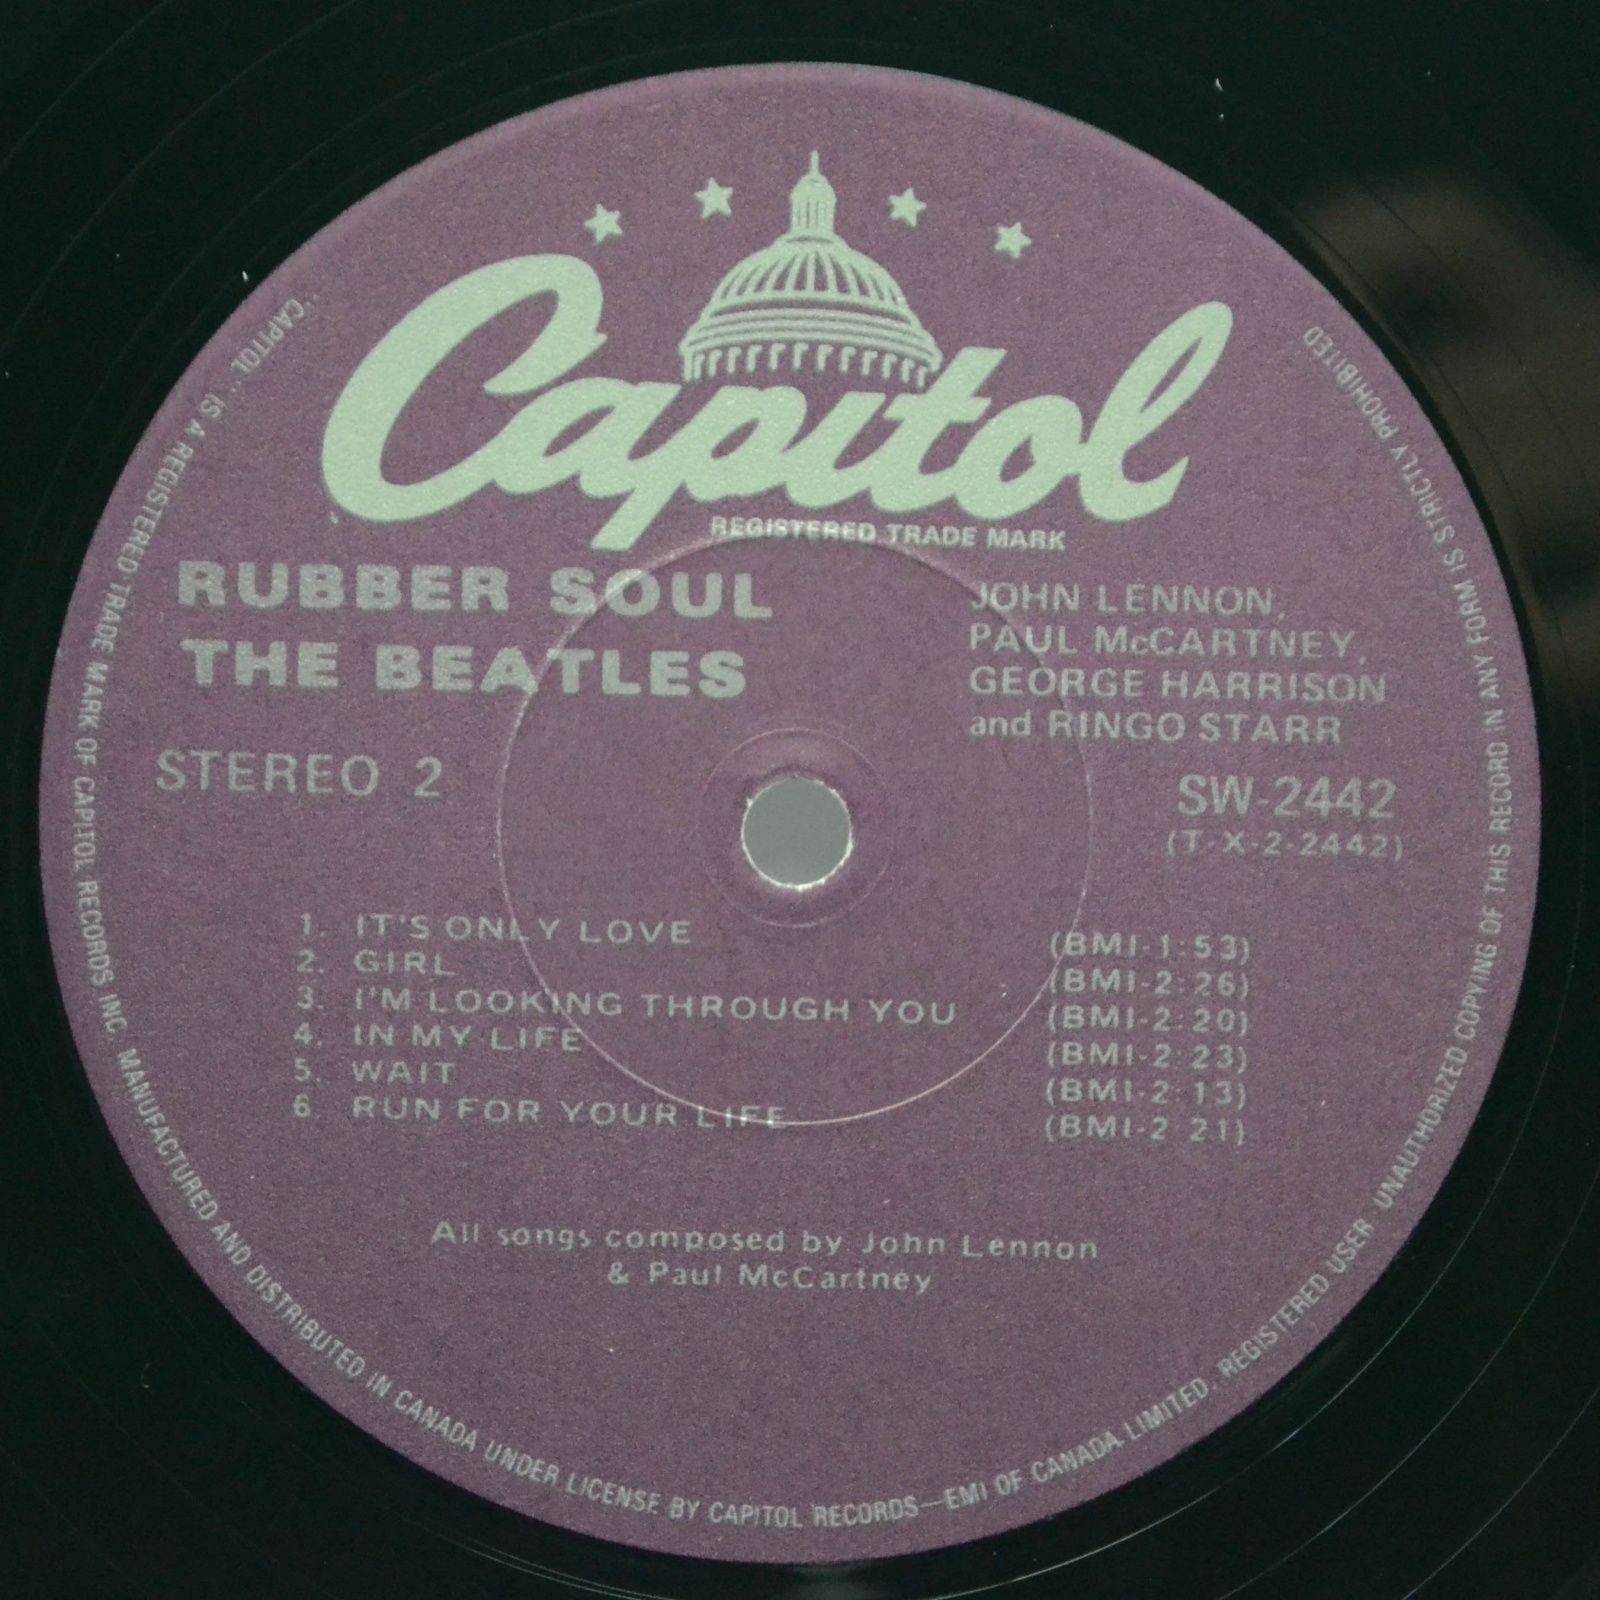 Capitol
REGISTERED TRADE MARK
RUBBER SOUL
THE BEATLES
STEREO 2
JOHN LENNON,
PAUL McCARTNEY,
GEORGE HARRISON
and RINGO STARR
SW-2442
(T-X-2-2442)
1. IT'S ONLY LOVE (BMI-1:53)
2. GIRL (BMI-2:26)
3. I'M LOOKING THROUGH YOU (BMI-2:20)
4. IN MY LIFE (BMI-2:23)
5. WAIT (BMI-2:13)
6. RUN FOR YOUR LIFE (BMI-2 21)
All songs composed by John Lennon
& Paul McCartney
"CAPITOL" IS A REGISTERED TRADE MARK OF CAPITOL RECORDS INC. MANUFACTURED AND DISTRIBUTED IN CANADA UNDER LICENSE BY CAPITOL RECORDS—EMI OF CANADA LIMITED. REGISTERED USER. UNAUTHORIZED COPYING OF THIS RECORD IN ANY FORM IS STRICTLY PROHIBITED